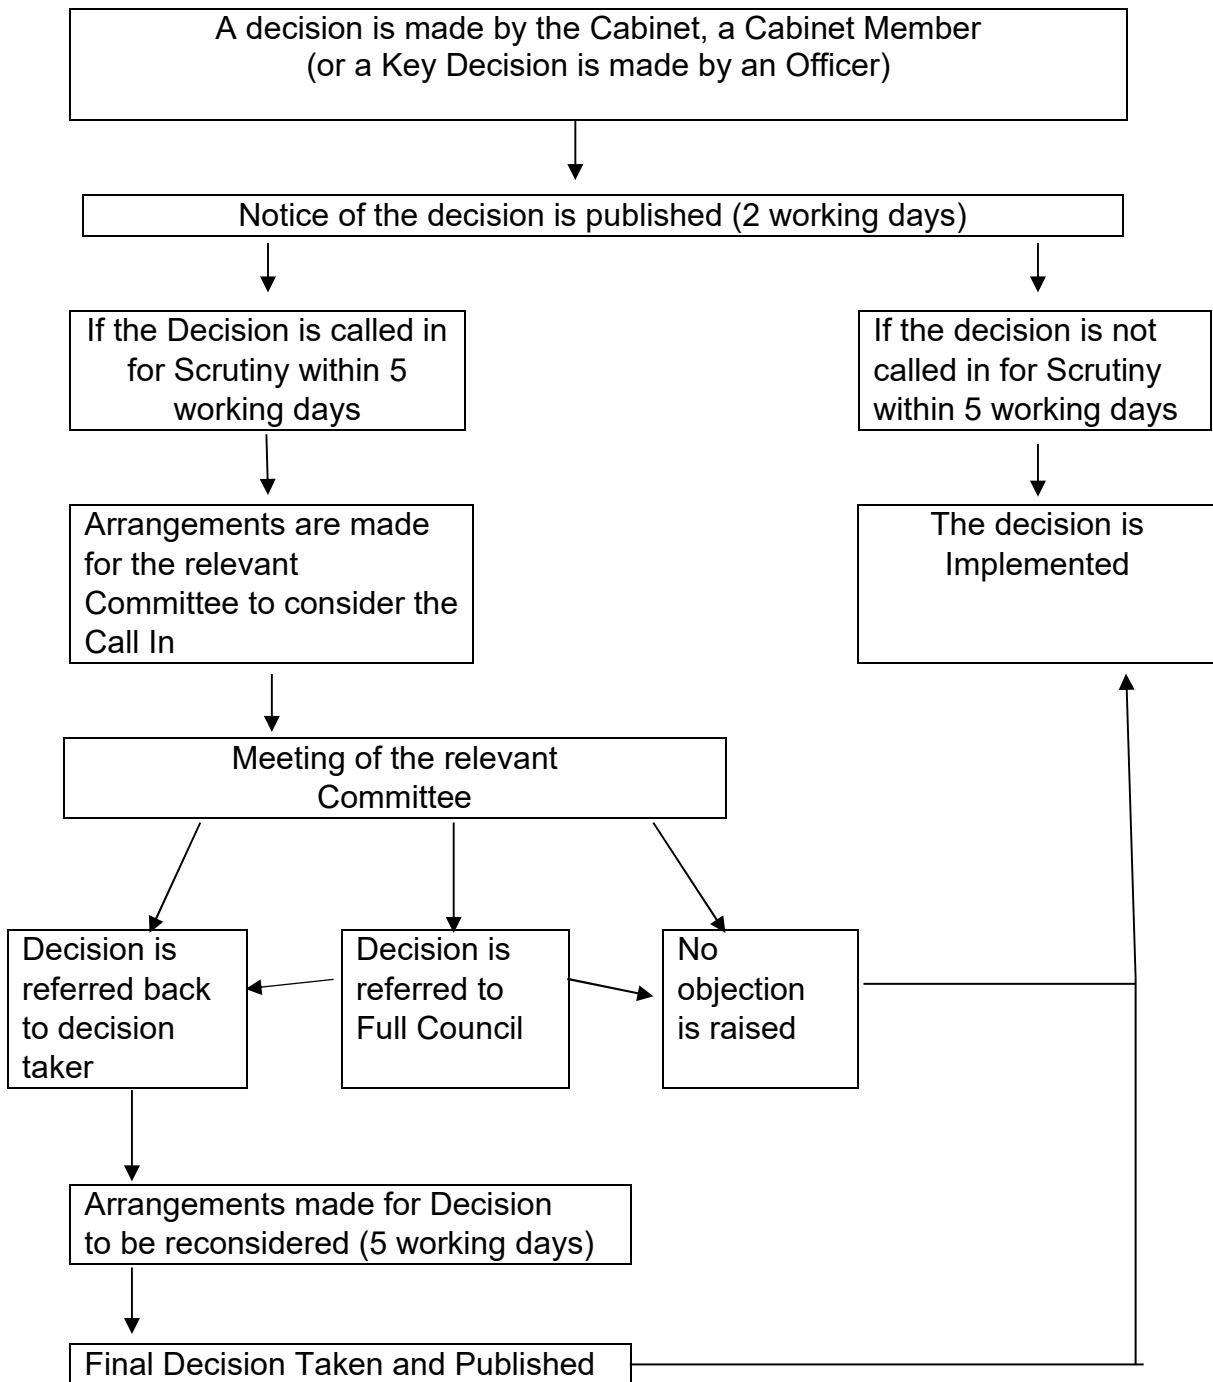 A decision is made by the Cabinet, a Cabinet Member
(or a Key Decision is made by an Officer)
Notice of the decision is published (2 working days)
If the Decision is called in
for Scrutiny within 5
working days
If the decision is not
called in for Scrutiny
within 5 working days
Arrangements are made
for the relevant
Committee to consider the
Call In
The decision is
Implemented
Meeting of the relevant
Committee
Decision is
referred back
to decision
taker
Decision is
referred to
Full Council
No
objection
is raised
Arrangements made for Decision
to be reconsidered (5 working days)
Final Decision Taken and Published